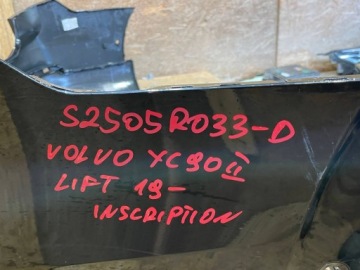 S2505R033-D
VOLVO XC90 II
LIFT 19-
INSCRIPTION